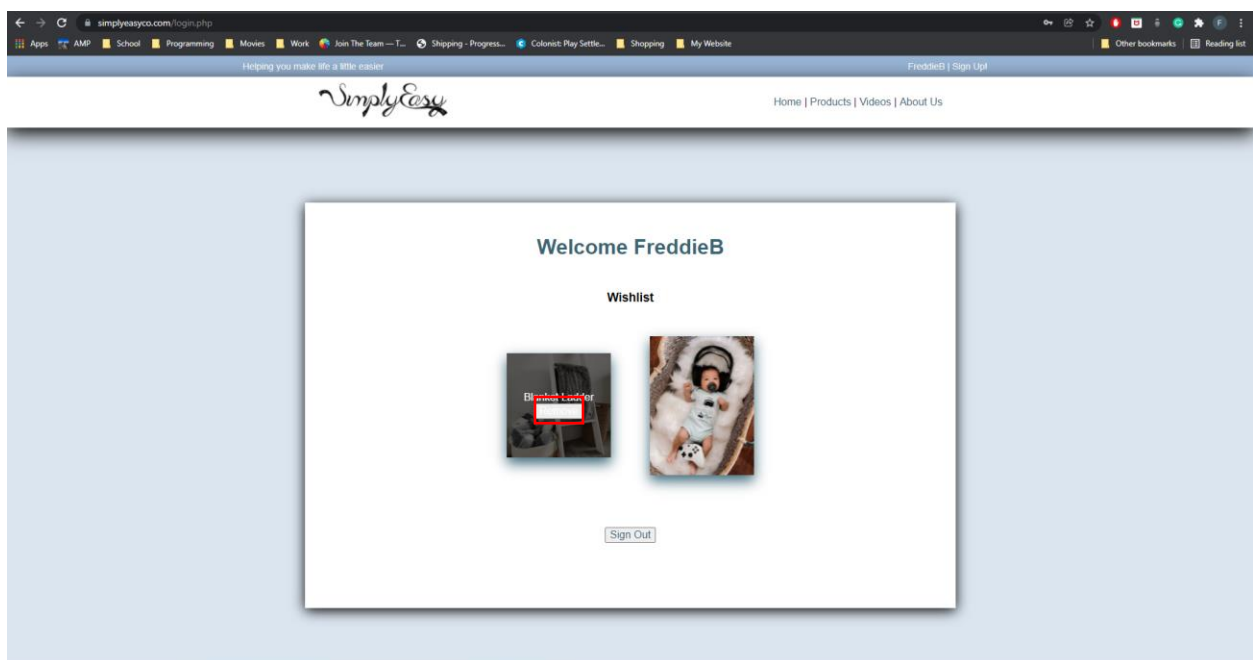 simplyeasyco.com/login.php
Apps AMP School Programming Movies Work Join The Team — T... Shipping - Progress... Colonist: Play Settle... Shopping My Website Other bookmarks Reading list
Helping you make life a little easier FreddieB | Sign Up!
SimplyEasy Home | Products | Videos | About Us
Welcome FreddieB
Wishlist
Blanket Ladder
Sign Out